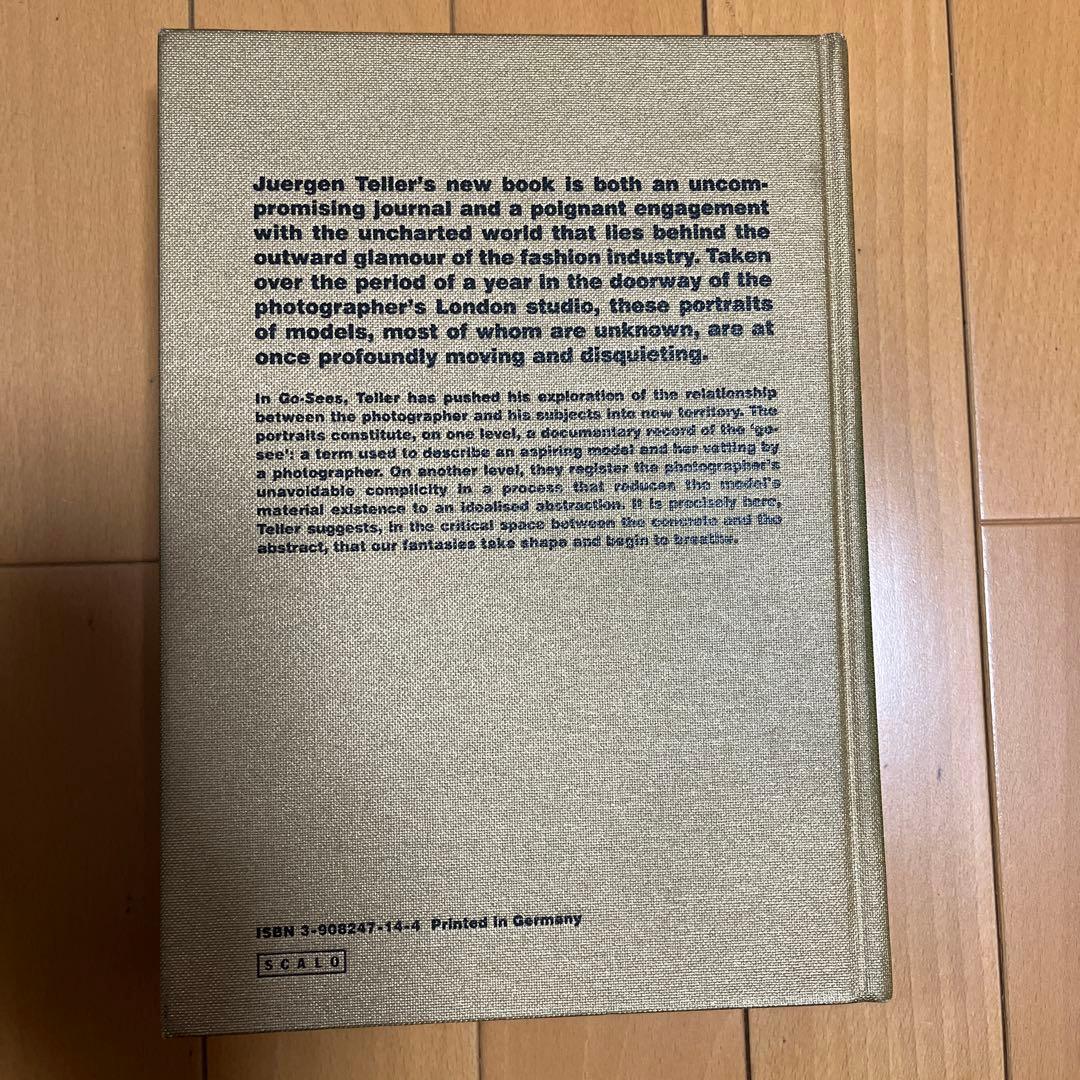 Juergen Teller's new book is both an uncom-
promising journal and a poignant engagement
with the uncharted world that lies behind the
outward glamour of the fashion industry. Taken
over the period of a year in the doorway of the
photographer's London studio, these portraits
of models, most of whom are unknown, are at
once profoundly moving and disquieting.
In Go-Sees, Teller has pushed his exploration of the relationship
between the photographer and his subjects into new territory. The
portraits constitute, on one level, a documentary record of the 'go-
see': a term used to describe an aspiring model and her vetting by
a photographer. On another level, they register the photographer's
unavoidable complicity in a process that reduces the model's
material existence to an idealised abstraction. It is precisely here,
Teller suggests, in the critical space between the concrete and the
abstract, that our fantasies take shape and begin to breathe.
ISBN 3-908247-14-4 Printed in Germany
SCALO